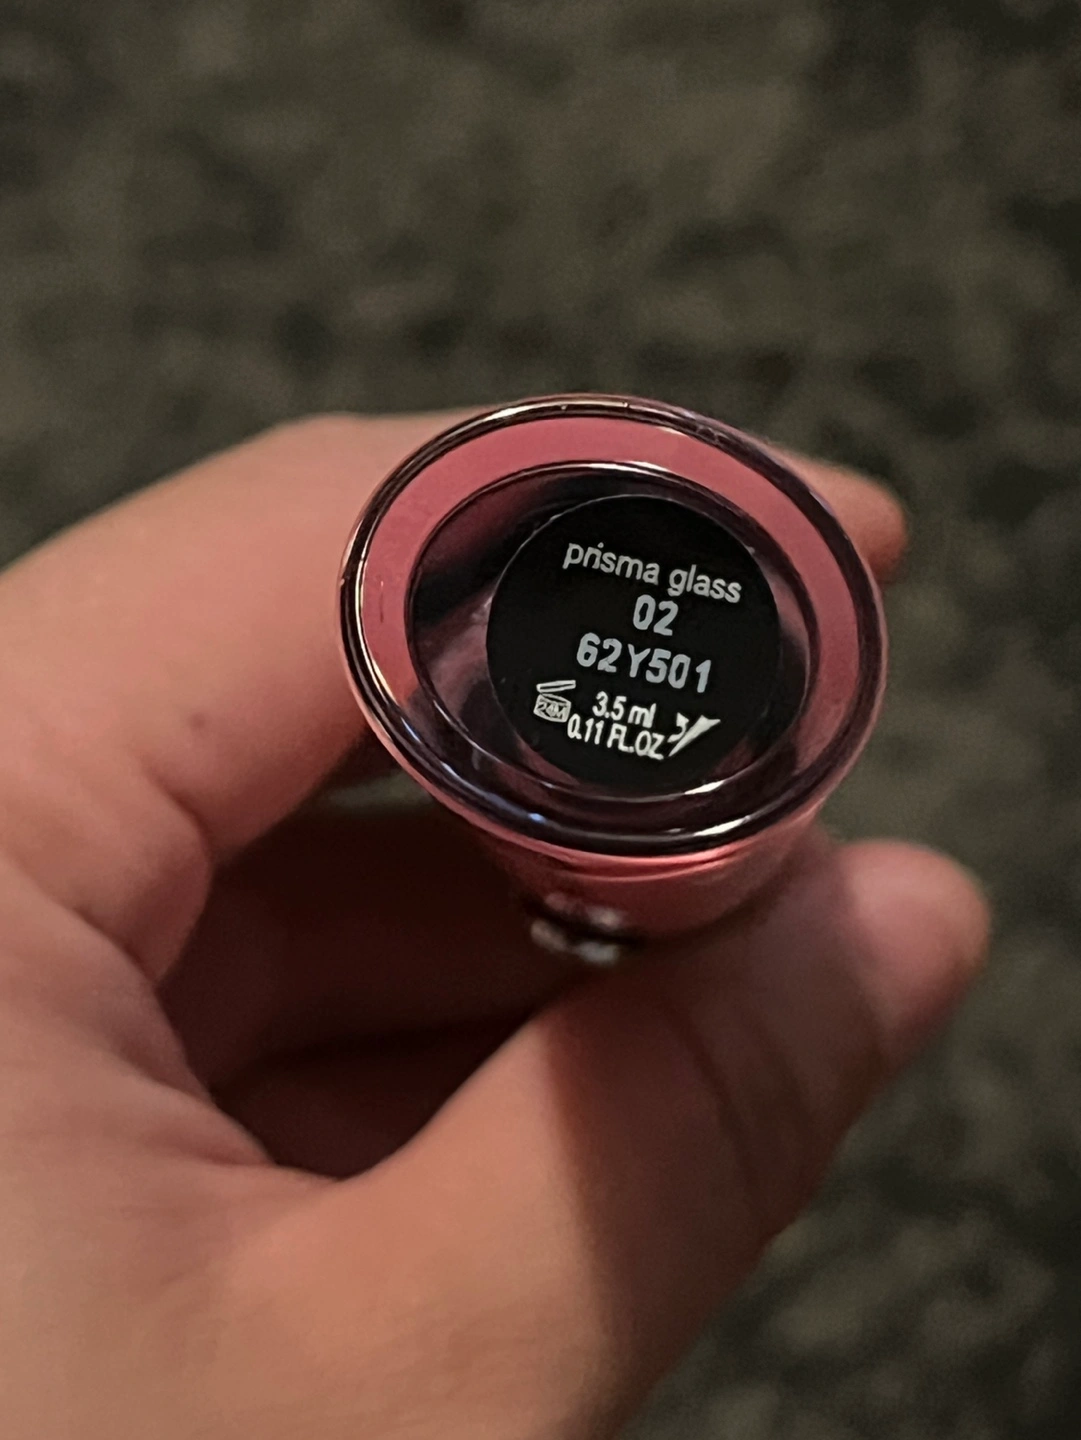 prisma glass
02
62Y501
24M
3.5 ml
0.11 FL.OZ